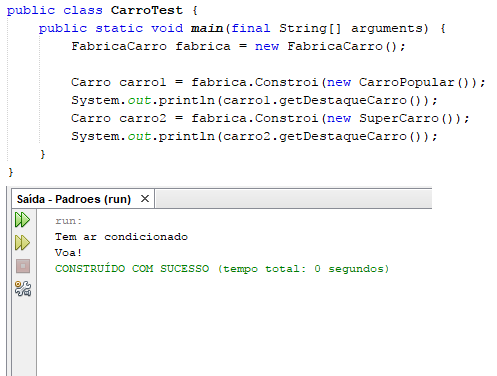 public class CarroTest {
public static void main(final String[] arguments) {
FabricaCarro fabrica = new FabricaCarro();
Carro carro1 = fabrica.Constroi(new CarroPopular());
System.out.println(carro1.getDestaqueCarro());
Carro carro2 = fabrica.Constroi(new SuperCarro());
System.out.println(carro2.getDestaqueCarro());
}
}
Saída - Padroes (run) ×
run:
Tem ar condicionado
Voa!
CONSTRUÍDO COM SUCESSO (tempo total: 0 segundos)